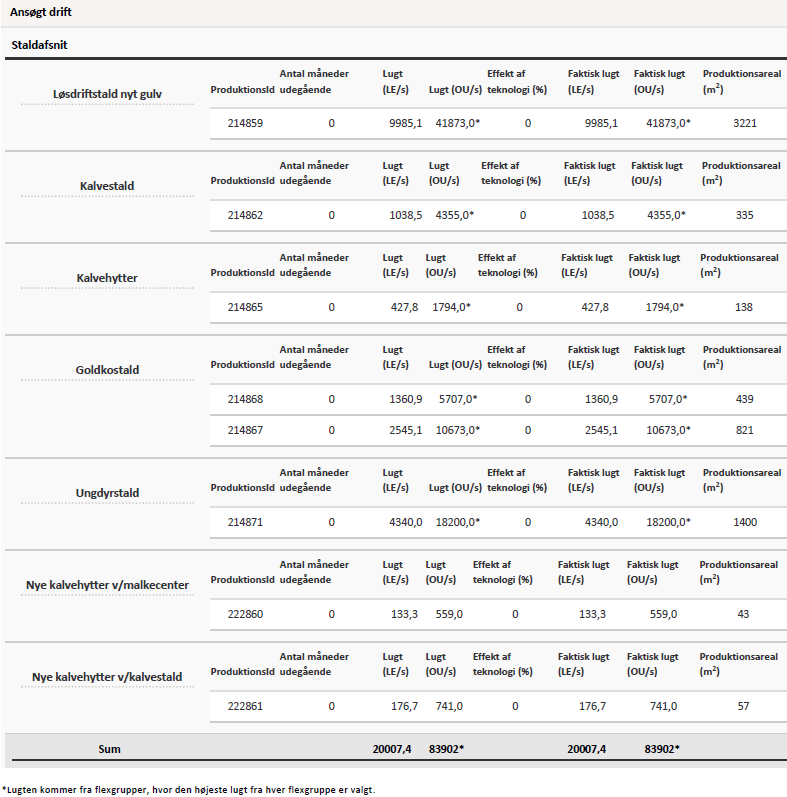 Ansøgt drift
Staldafsnit
Løsdriftstald nyt gulv
ProduktionsId Antal måneder udegående Lugt (LE/s) Lugt (OU/s) Effekt af teknologi (%) Faktisk lugt (LE/s) Faktisk lugt (OU/s) Produktionsareal (m²)
214859 0 9985,1 41873,0* 0 9985,1 41873,0* 3221
Kalvestald
ProduktionsId Antal måneder udegående Lugt (LE/s) Lugt (OU/s) Effekt af teknologi (%) Faktisk lugt (LE/s) Faktisk lugt (OU/s) Produktionsareal (m²)
214862 0 1038,5 4355,0* 0 1038,5 4355,0* 335
Kalvehytter
ProduktionsId Antal måneder udegående Lugt (LE/s) Lugt (OU/s) Effekt af teknologi (%) Faktisk lugt (LE/s) Faktisk lugt (OU/s) Produktionsareal (m²)
214865 0 427,8 1794,0* 0 427,8 1794,0* 138
Goldkostald
ProduktionsId Antal måneder udegående Lugt (LE/s) Lugt (OU/s) Effekt af teknologi (%) Faktisk lugt (LE/s) Faktisk lugt (OU/s) Produktionsareal (m²)
214868 0 1360,9 5707,0* 0 1360,9 5707,0* 439
214867 0 2545,1 10673,0* 0 2545,1 10673,0* 821
Ungdyrstald
ProduktionsId Antal måneder udegående Lugt (LE/s) Lugt (OU/s) Effekt af teknologi (%) Faktisk lugt (LE/s) Faktisk lugt (OU/s) Produktionsareal (m²)
214871 0 4340,0 18200,0* 0 4340,0 18200,0* 1400
Nye kalvehytter v/malkecenter
ProduktionsId Antal måneder udegående Lugt (LE/s) Lugt (OU/s) Effekt af teknologi (%) Faktisk lugt (LE/s) Faktisk lugt (OU/s) Produktionsareal (m²)
222860 0 133,3 559,0 0 133,3 559,0 43
Nye kalvehytter v/kalvestald
ProduktionsId Antal måneder udegående Lugt (LE/s) Lugt (OU/s) Effekt af teknologi (%) Faktisk lugt (LE/s) Faktisk lugt (OU/s) Produktionsareal (m²)
222861 0 176,7 741,0 0 176,7 741,0 57
Sum 20007,4 83902* 20007,4 83902*
*Lugten kommer fra flexgrupper, hvor den højeste lugt fra hver flexgruppe er valgt.